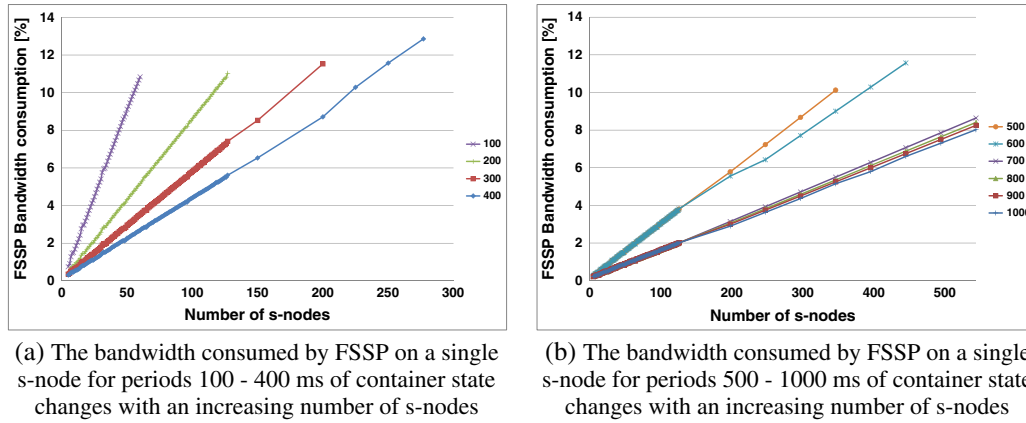 FSSP Bandwidth consumption [%]
14
12
10
8
6
4
2
0
0 50 100 150 200 250 300
Number of s-nodes
100
200
300
400
(a) The bandwidth consumed by FSSP on a single
s-node for periods 100 - 400 ms of container state
changes with an increasing number of s-nodes
FSSP Bandwidth consumption [%]
14
12
10
8
6
4
2
0
0 100 200 300 400 500
Number of s-nodes
500
600
700
800
900
100
(b) The bandwidth consumed by FSSP on a single
s-node for periods 500 - 1000 ms of container state
changes with an increasing number of s-nodes